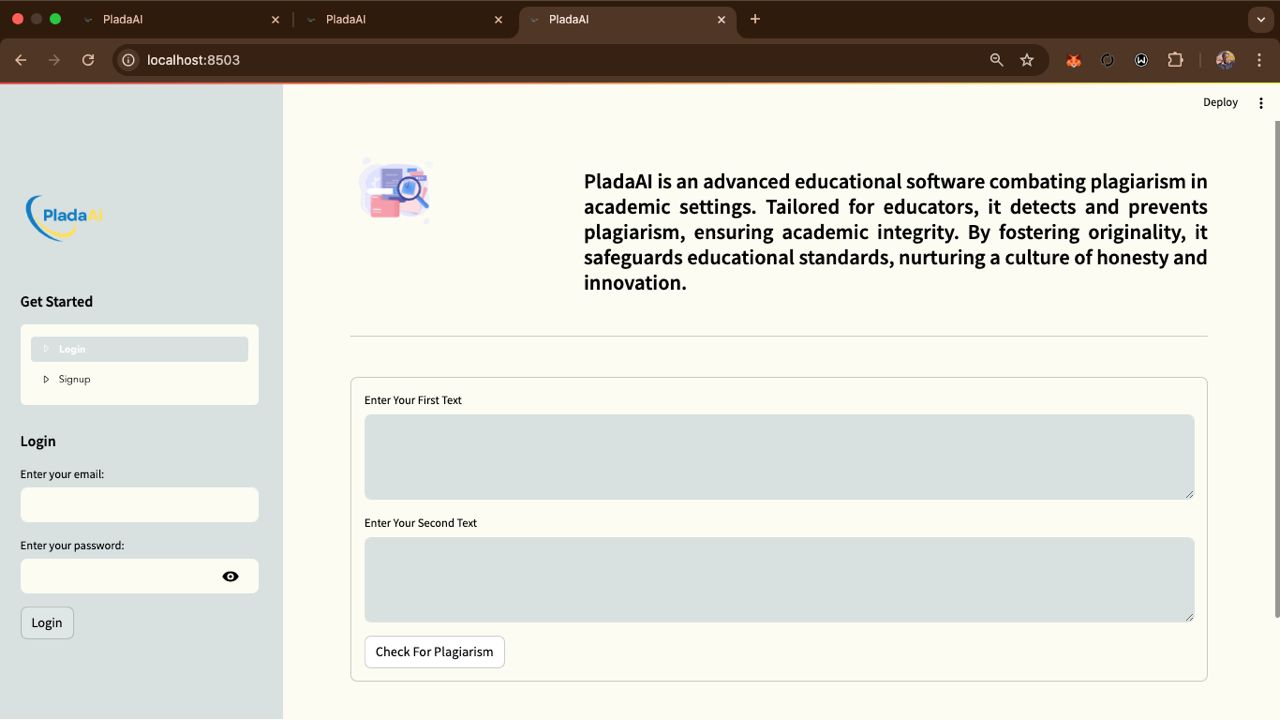 PladaAI
PladaAI
PladaAI
localhost:8503
Deploy
PladaAI
PladaAI is an advanced educational software combating plagiarism in
academic settings. Tailored for educators, it detects and prevents
plagiarism, ensuring academic integrity. By fostering originality, it
safeguards educational standards, nurturing a culture of honesty and
innovation.
Get Started
Login
Signup
Login
Enter your email:
Enter your password:
Login
Enter Your First Text
Enter Your Second Text
Check For Plagiarism